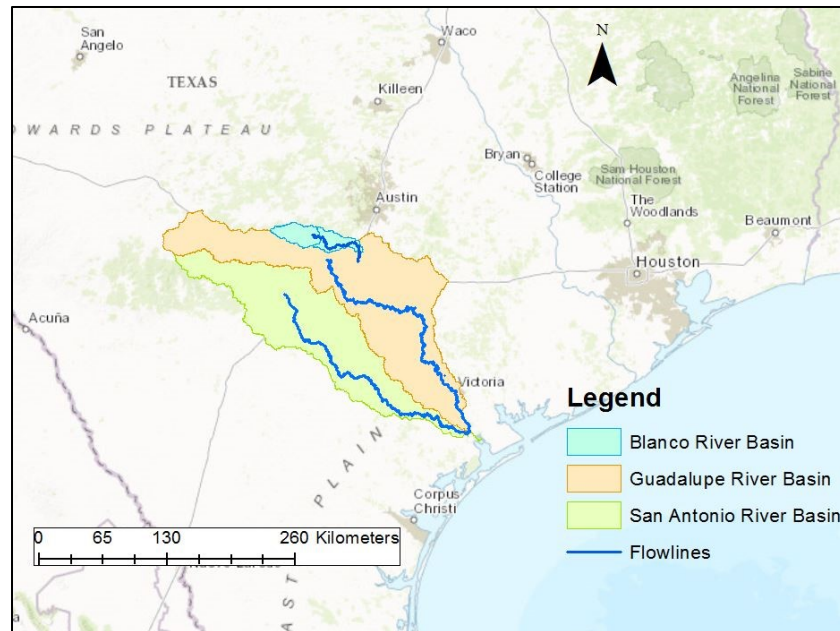 San
Angelo
Waco
N
TEXAS
Killeen
Angelina
National
Forest
Sabine
National
Forest
DWARDS PLATEAU
Bryan
College
Station
Sam Houston
National Forest
Austin
The
Woodlands
Beaumont
Houston
Acuña
Victoria
Legend
Blanco River Basin
Guadalupe River Basin
San Antonio River Basin
Flowlines
PLAIN
Corpus
Christi
0 65 130 260 Kilometers
AST